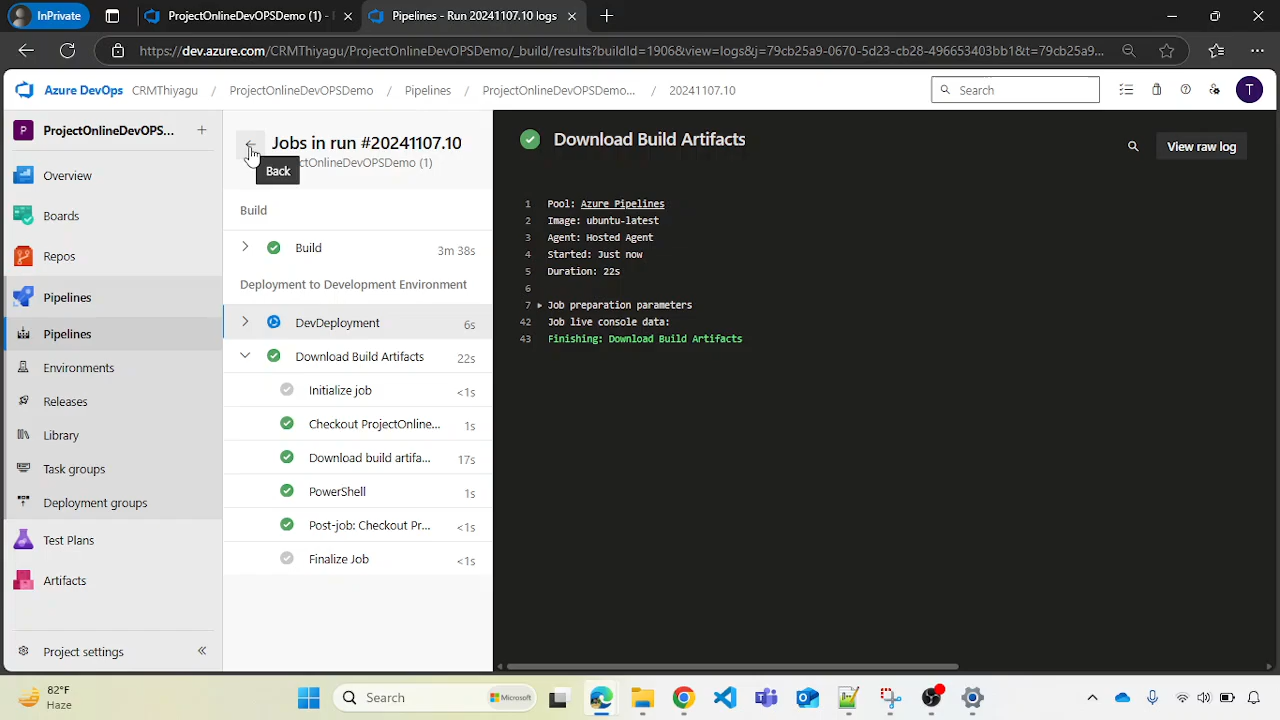 InPrivate
ProjectOnlineDevOPSDemo (1) -
Pipelines - Run 20241107.10 logs
https://dev.azure.com/CRMThiyagu/ProjectOnlineDevOPSDemo/_build/results?buildId=1906&view=logs&j=79cb25a9-0670-5d23-cb28-496653403bb1&t=79cb25a9...
Azure DevOps CRMThiyagu / ProjectOnlineDevOPSDemo / Pipelines / ProjectOnlineDevOPSDemo... / 20241107.10
Search
T
P ProjectOnlineDevOPS...
Overview
Boards
Repos
Pipelines
Pipelines
Environments
Releases
Library
Task groups
Deployment groups
Test Plans
Artifacts
Project settings
Jobs in run #20241107.10
ctOnlineDevOPSDemo (1)
Back
Build
Build 3m 38s
Deployment to Development Environment
DevDeployment 6s
Download Build Artifacts 22s
Initialize job <1s
Checkout ProjectOnline... 1s
Download build artifa... 17s
PowerShell 1s
Post-job: Checkout Pr... <1s
Finalize Job <1s
Download Build Artifacts
View raw log
1 Pool: Azure Pipelines
2 Image: ubuntu-latest
3 Agent: Hosted Agent
4 Started: Just now
5 Duration: 22s
6
7 Job preparation parameters
42 Job live console data:
43 Finishing: Download Build Artifacts
82°F
Haze
Search
Microsoft